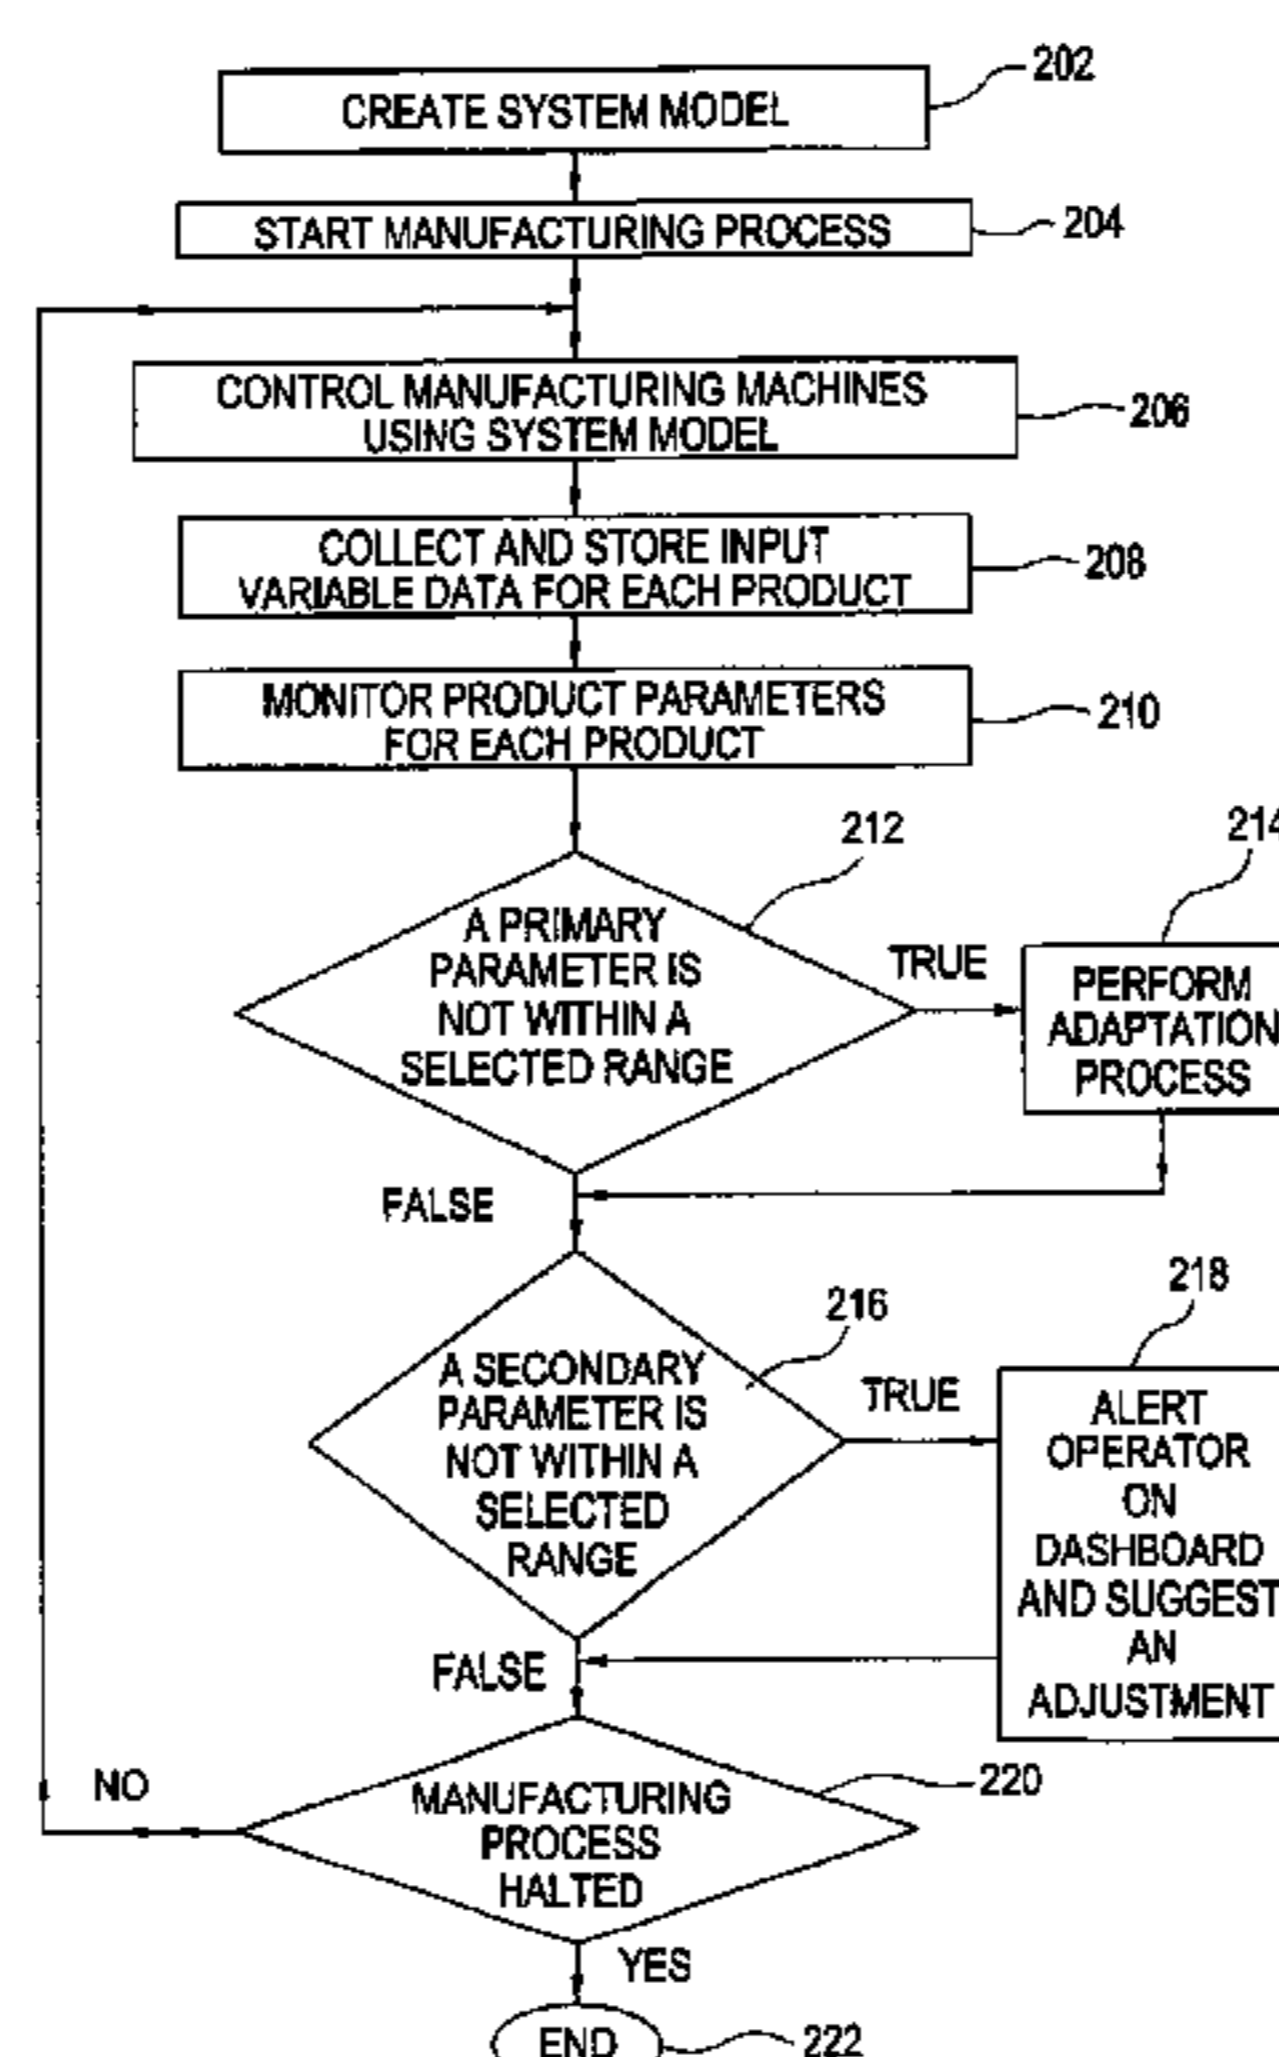 202
CREATE SYSTEM MODEL
START MANUFACTURING PROCESS
204
CONTROL MANUFACTURING MACHINES
USING SYSTEM MODEL
206
COLLECT AND STORE INPUT
VARIABLE DATA FOR EACH PRODUCT
208
MONITOR PRODUCT PARAMETERS
FOR EACH PRODUCT
210
212
214
A PRIMARY
PARAMETER IS
NOT WITHIN A
SELECTED RANGE
TRUE
PERFORM
ADAPTATION
PROCESS
FALSE
216
218
A SECONDARY
PARAMETER IS
NOT WITHIN A
SELECTED
RANGE
TRUE
ALERT
OPERATOR
ON
DASHBOARD
AND SUGGEST
AN
ADJUSTMENT
FALSE
NO
MANUFACTURING
PROCESS
HALTED
220
YES
END
222